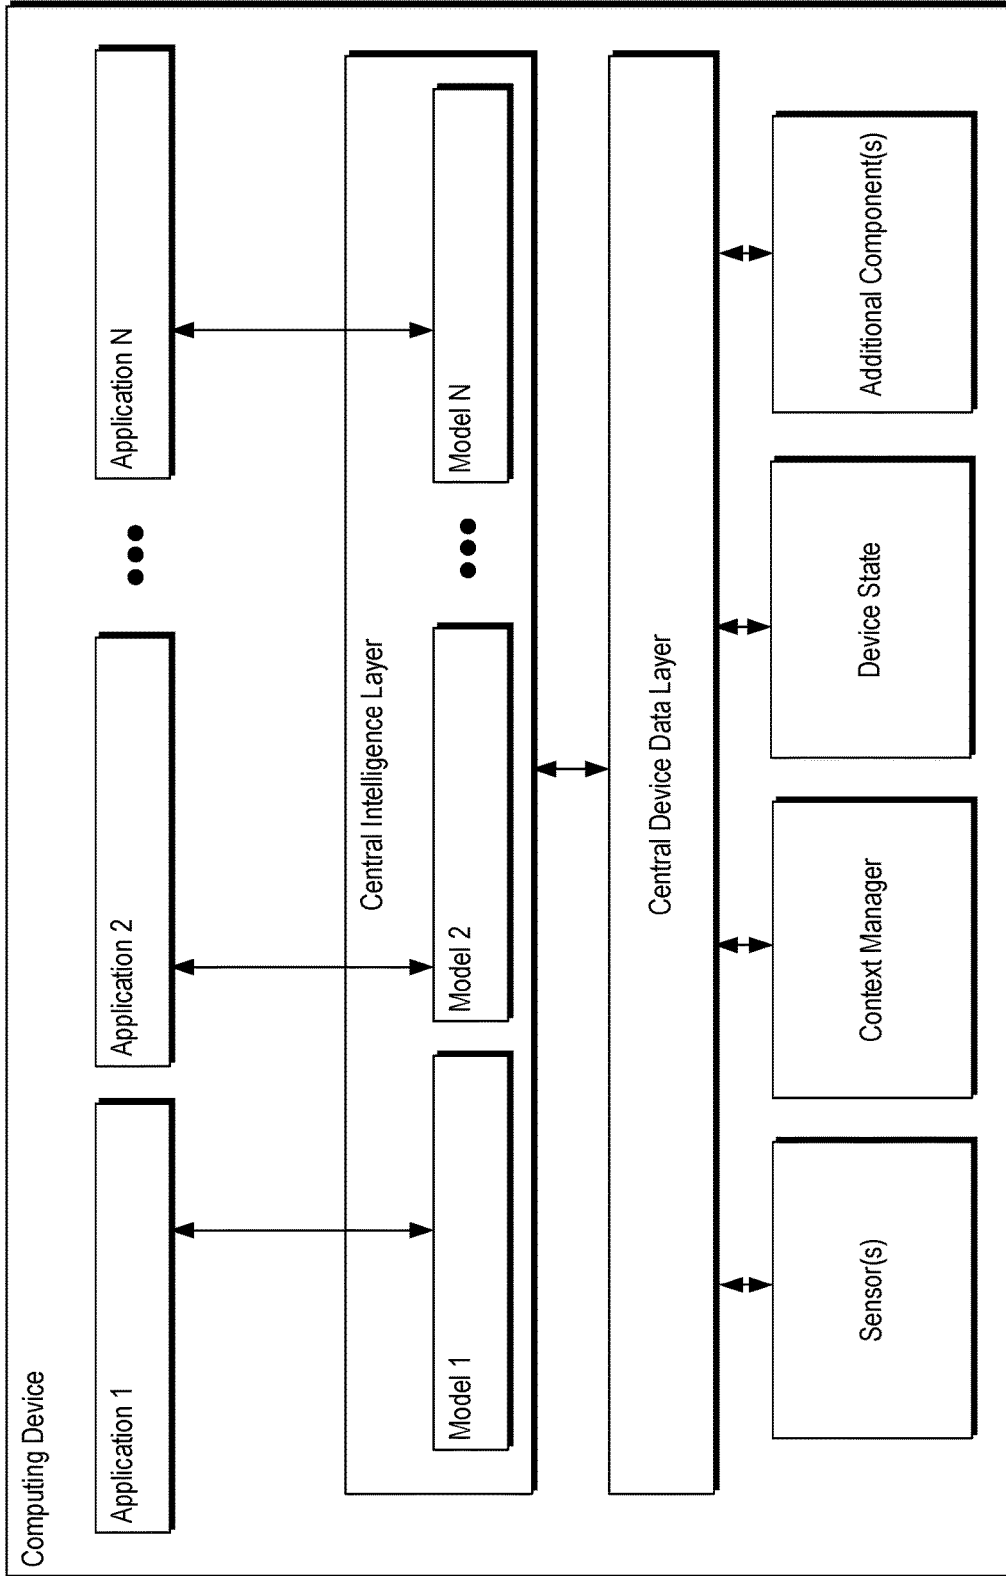 Computing Device
Application 1
Application 2
Application N
Central Intelligence Layer
Model 1
Model 2
Model N
Central Device Data Layer
Sensor(s)
Context Manager
Device State
Additional Component(s)